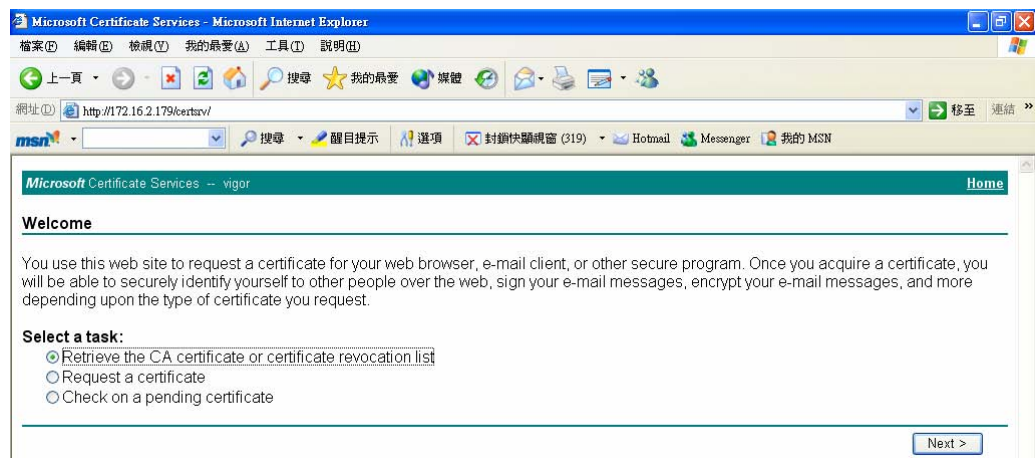 Microsoft Certificate Services - Microsoft Internet Explorer
檔案(F) 編輯(E) 檢視(V) 我的最愛(A) 工具(T) 說明(H)
上一頁 搜尋 我的最愛 媒體
網址(D) http://172.16.2.179/certsrv/ 移至 連結 »
msn 搜尋 醒目提示 選項 封鎖快顯視窗 (319) Hotmail Messenger 我的 MSN
Microsoft Certificate Services -- vigor Home
Welcome
You use this web site to request a certificate for your web browser, e-mail client, or other secure program. Once you acquire a certificate, you
will be able to securely identify yourself to other people over the web, sign your e-mail messages, encrypt your e-mail messages, and more
depending upon the type of certificate you request.
Select a task:
Retrieve the CA certificate or certificate revocation list
Request a certificate
Check on a pending certificate
Next >